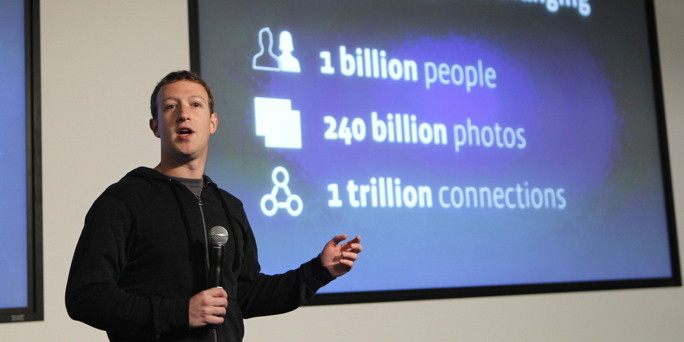 1 billion people
240 billion photos
1 trillion connections